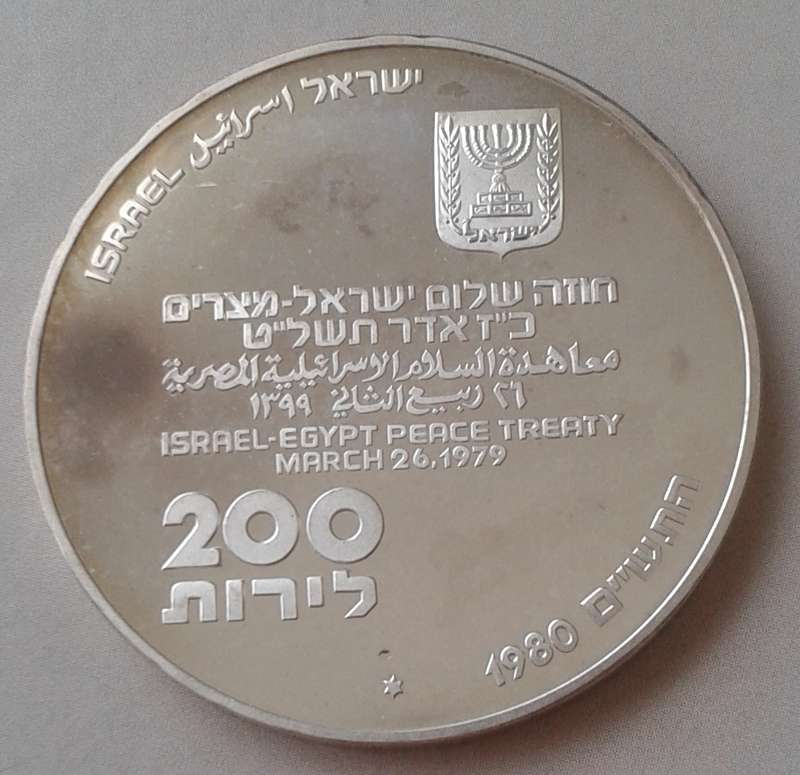 ISRAEL اسرائيل ישראל
ישראל
חוזה שלום ישראל-מצרים
כ"ז אדר תשל"ט
معاهدة السلام الاسرائيلية المصرية
٢٦ ربيع الثاني ١٣٩٩
ISRAEL-EGYPT PEACE TREATY
MARCH 26.1979
200
לירות
1980 התש"ם